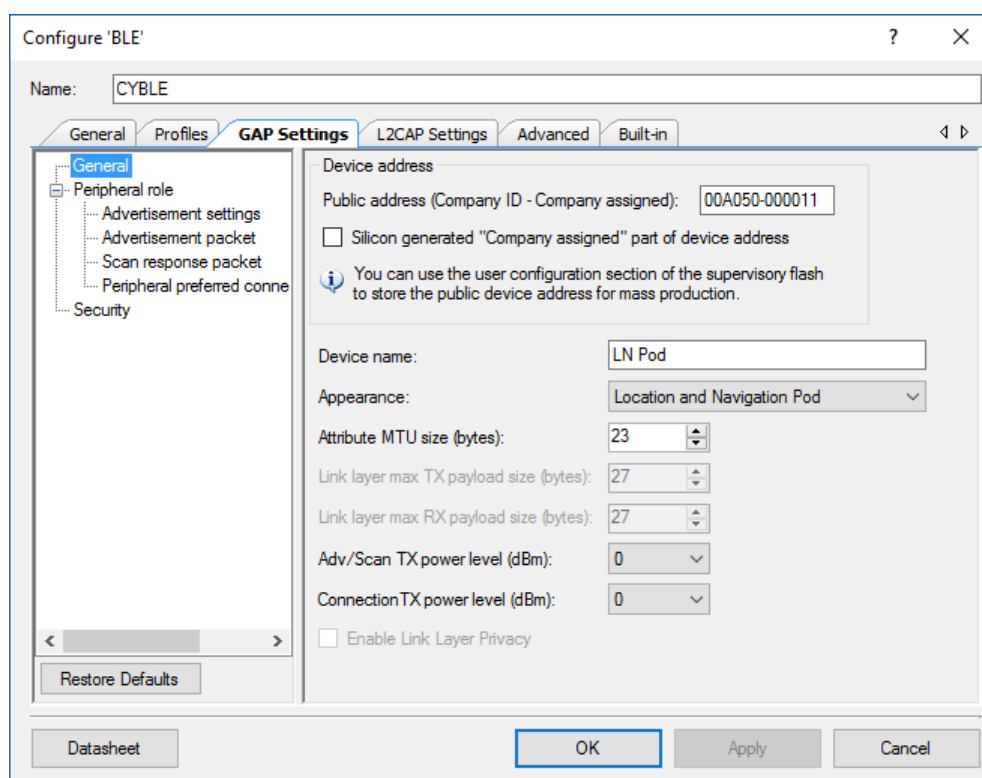 Configure 'BLE'
?
Name:
CYBLE
General
Profiles
GAP Settings
L2CAP Settings
Advanced
Built-in
General
Peripheral role
Advertisement settings
Advertisement packet
Scan response packet
Peripheral preferred conne
Security
Restore Defaults
Device address
Public address (Company ID - Company assigned):
00A050-000011
Silicon generated "Company assigned" part of device address
You can use the user configuration section of the supervisory flash
to store the public device address for mass production.
Device name:
LN Pod
Appearance:
Location and Navigation Pod
Attribute MTU size (bytes):
23
Link layer max TX payload size (bytes):
27
Link layer max RX payload size (bytes):
27
Adv/Scan TX power level (dBm):
0
ConnectionTX power level (dBm):
0
Enable Link Layer Privacy
Datasheet
OK
Apply
Cancel